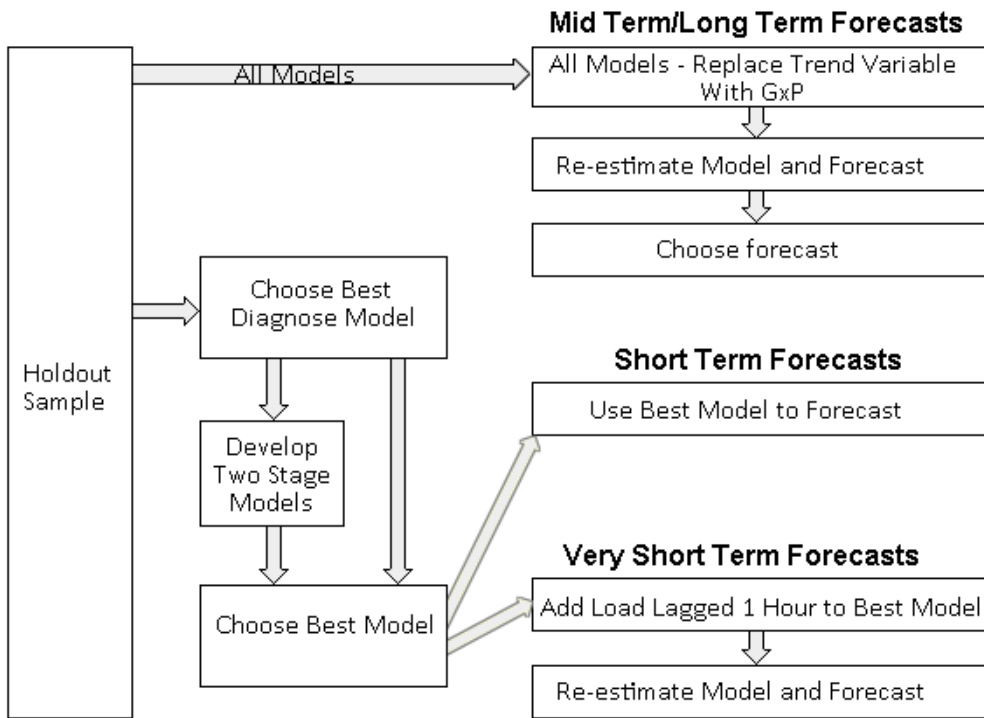 Mid Term/Long Term Forecasts
All Models
All Models - Replace Trend Variable
With GxP
Re-estimate Model and Forecast
Choose forecast
Holdout
Sample
Choose Best
Diagnose Model
Develop
Two Stage
Models
Choose Best Model
Short Term Forecasts
Use Best Model to Forecast
Very Short Term Forecasts
Add Load Lagged 1 Hour to Best Model
Re-estimate Model and Forecast